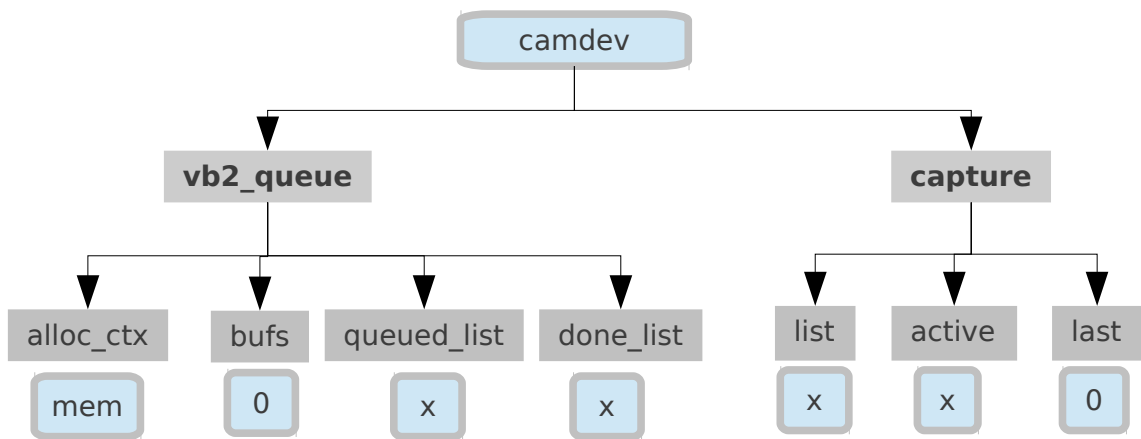 camdev
vb2_queue
capture
alloc_ctx
bufs
queued_list
done_list
list
active
last
mem
0
x
x
x
x
0